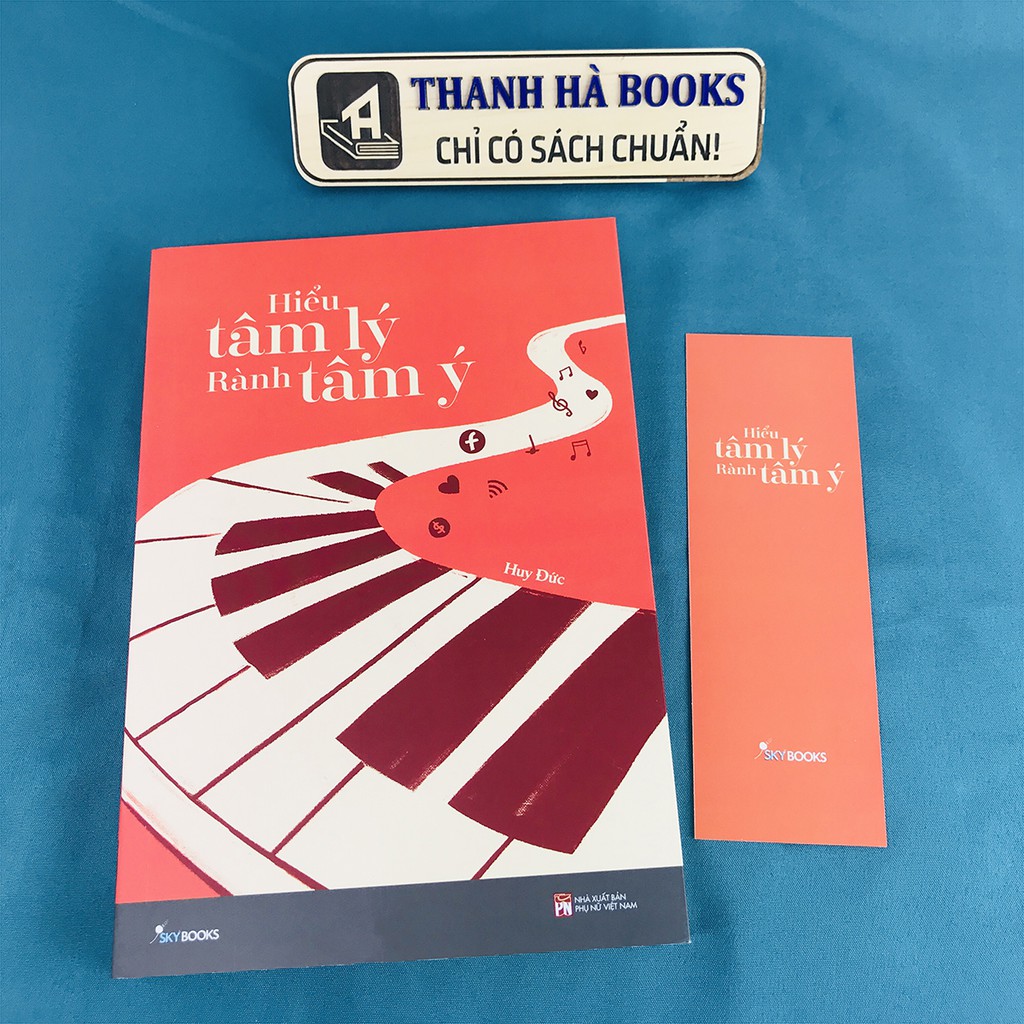 THANH HÀ BOOKS
CHỈ CÓ SÁCH CHUẨN!
Hiểu
tâm lý
Rành tâm ý
Huy Đức
SKYBOOKS
PN
NHÀ XUẤT BẢN
PHỤ NỮ VIỆT NAM
Hiểu
tâm lý
Rành tâm ý
SKYBOOKS